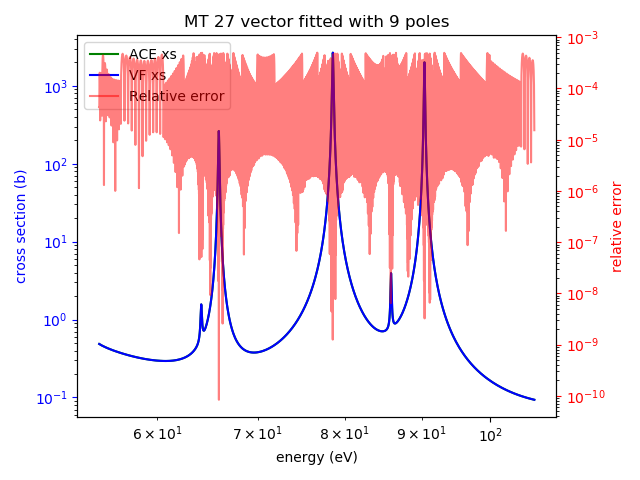 MT 27 vector fitted with 9 poles
ACE xs
VF xs
Relative error
cross section (b)
10³
10²
10¹
10⁰
10⁻¹
relative error
10⁻³
10⁻⁴
10⁻⁵
10⁻⁶
10⁻⁷
10⁻⁸
10⁻⁹
10⁻¹⁰
6 × 10¹ 7 × 10¹ 8 × 10¹ 9 × 10¹ 10²
energy (eV)